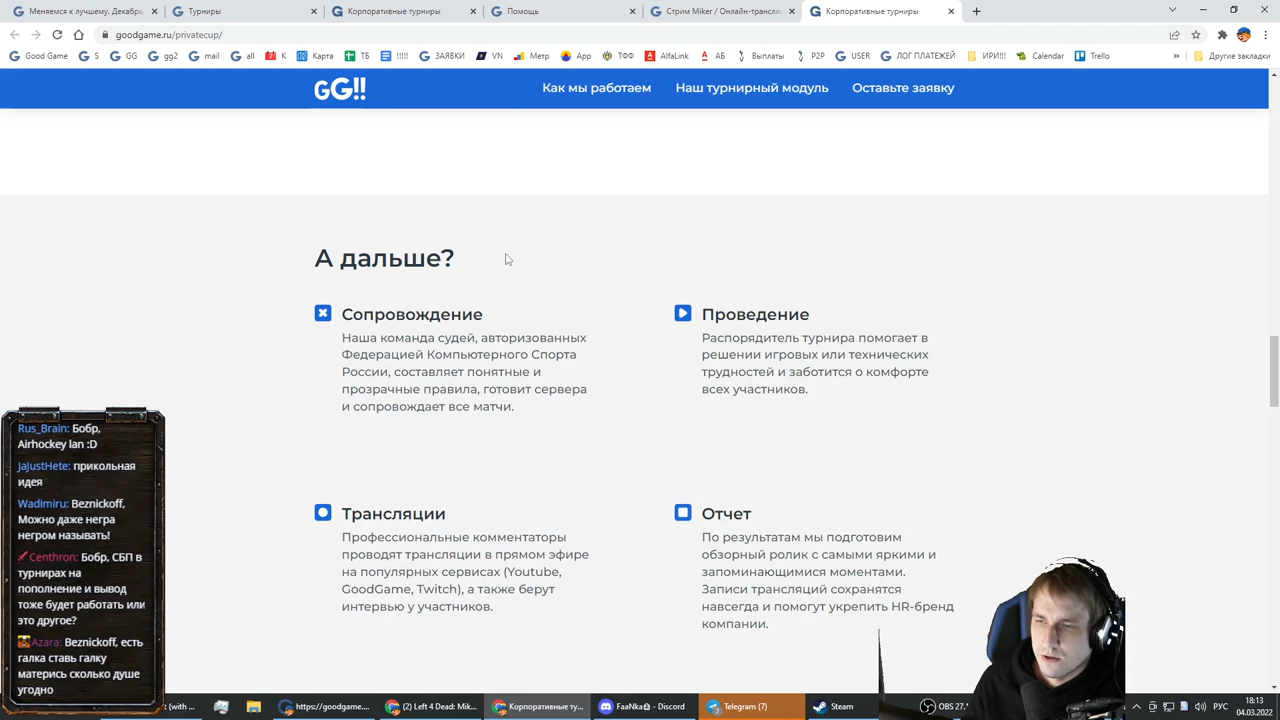 Меняемся к лучшему. Декабрь
Турниры
Корпоративные турниры
Помощь
Стрим Miker / Онлайн-трансля
Корпоративные турниры
goodgame.ru/privatecup/
Good Game
S
GG
gg2
mail
all
K
Карта
ТБ
!!!!!
ЗАЯВКИ
VN
Метр
App
ТФФ
AlfaLink
АБ
Выплаты
P2P
USER
ЛОГ ПЛАТЕЖЕЙ
ИРИ!!!
Calendar
Trello
»
Другие закладки
GG!!
Как мы работаем
Наш турнирный модуль
Оставьте заявку
А дальше?
Сопровождение
Наша команда судей, авторизованных
Федерацией Компьютерного Спорта
России, составляет понятные и
прозрачные правила, готовит сервера
и сопровождает все матчи.
Проведение
Распорядитель турнира помогает в
решении игровых или технических
трудностей и заботится о комфорте
всех участников.
Трансляции
Профессиональные комментаторы
проводят трансляции в прямом эфире
на популярных сервисах (Youtube,
GoodGame, Twitch), а также берут
интервью у участников.
Отчет
По результатам мы подготовим
обзорный ролик с самыми яркими и
запоминающимися моментами.
Записи трансляций сохранятся
навсегда и помогут укрепить HR-бренд
компании.
Rus_Brain: Бобр,
Airhockey lan :D
JaJustHete: прикольная
идея
Wadimiru: Beznickoff,
Можно даже негра
негром называть!
Centhron: Бобр, СБП в
турнирах на
пополнение и вывод
тоже будет работать или
это другое?
Azara: Beznickoff, есть
галка ставь галку
матерись сколько душе
угодно
(with ...
https://goodgame....
(2) Left 4 Dead: Mik...
Корпоративные ту...
FaaNka - Discord
Telegram (7)
Steam
OBS 27.
РУС
18:13
04.03.2022